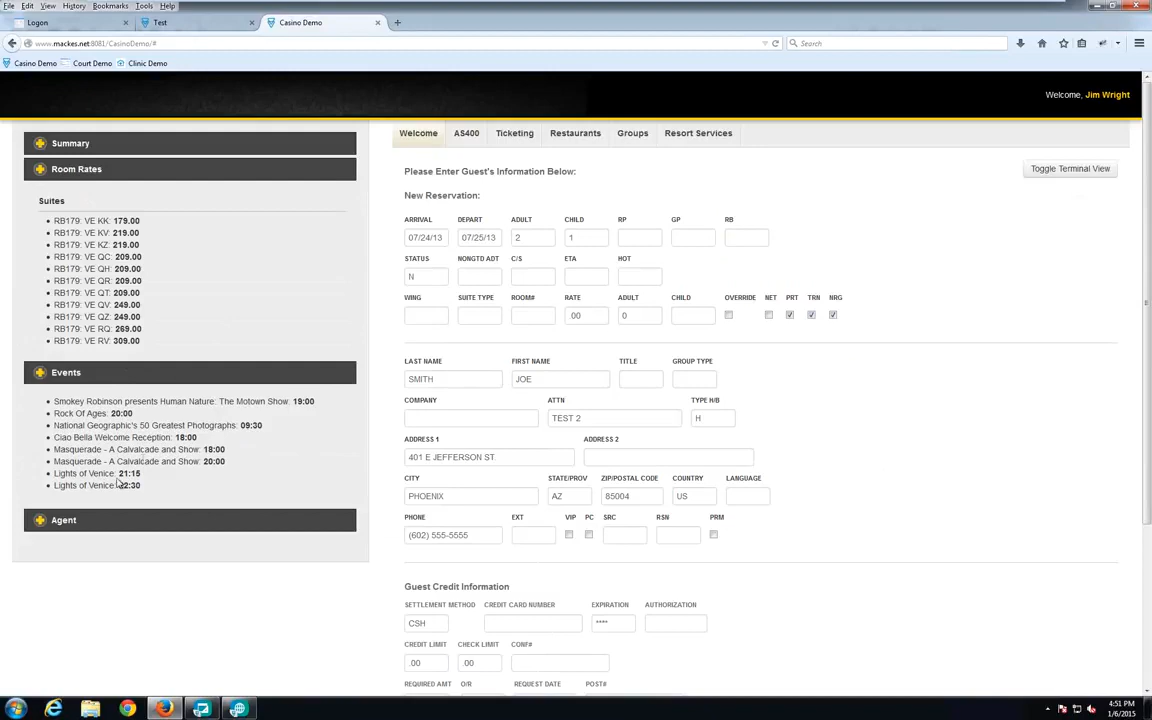 File Edit View History Bookmarks Tools Help
Logon
Test
Casino Demo
www.mackes.net:8081/CasinoDemo/#
Search
Casino Demo Court Demo Clinic Demo
Welcome, Jim Wright
Summary
Room Rates
Suites
RB179: VE KK: 179.00
RB179: VE KV: 219.00
RB179: VE KZ: 219.00
RB179: VE QC: 209.00
RB179: VE QH: 209.00
RB179: VE QR: 209.00
RB179: VE QT: 209.00
RB179: VE QV: 249.00
RB179: VE QZ: 249.00
RB179: VE RQ: 269.00
RB179: VE RV: 309.00
Events
Smokey Robinson presents Human Nature: The Motown Show: 19:00
Rock Of Ages: 20:00
National Geographic's 50 Greatest Photographs: 09:30
Ciao Bella Welcome Reception: 18:00
Masquerade - A Calvalcade and Show: 18:00
Masquerade - A Calvalcade and Show: 20:00
Lights of Venice: 21:15
Lights of Venice: 22:30
Agent
Welcome AS400 Ticketing Restaurants Groups Resort Services
Please Enter Guest's Information Below:
Toggle Terminal View
New Reservation:
ARRIVAL DEPART ADULT CHILD RP GP RB
07/24/13 07/25/13 2 1
STATUS NONGTD ADT C/S ETA HOT
N
WING SUITE TYPE ROOM# RATE ADULT CHILD OVERRIDE NET PRT TRN NRG
.00 0
LAST NAME FIRST NAME TITLE GROUP TYPE
SMITH JOE
COMPANY ATTN TYPE H/B
TEST 2 H
ADDRESS 1 ADDRESS 2
401 E JEFFERSON ST
CITY STATE/PROV ZIP/POSTAL CODE COUNTRY LANGUAGE
PHOENIX AZ 85004 US
PHONE EXT VIP PC SRC RSN PRM
(602) 555-5555
Guest Credit Information
SETTLEMENT METHOD CREDIT CARD NUMBER EXPIRATION AUTHORIZATION
CSH ****
CREDIT LIMIT CHECK LIMIT CONF#
.00 .00
REQUIRED AMT O/R REQUEST DATE POST#
4:51 PM
1/6/2015